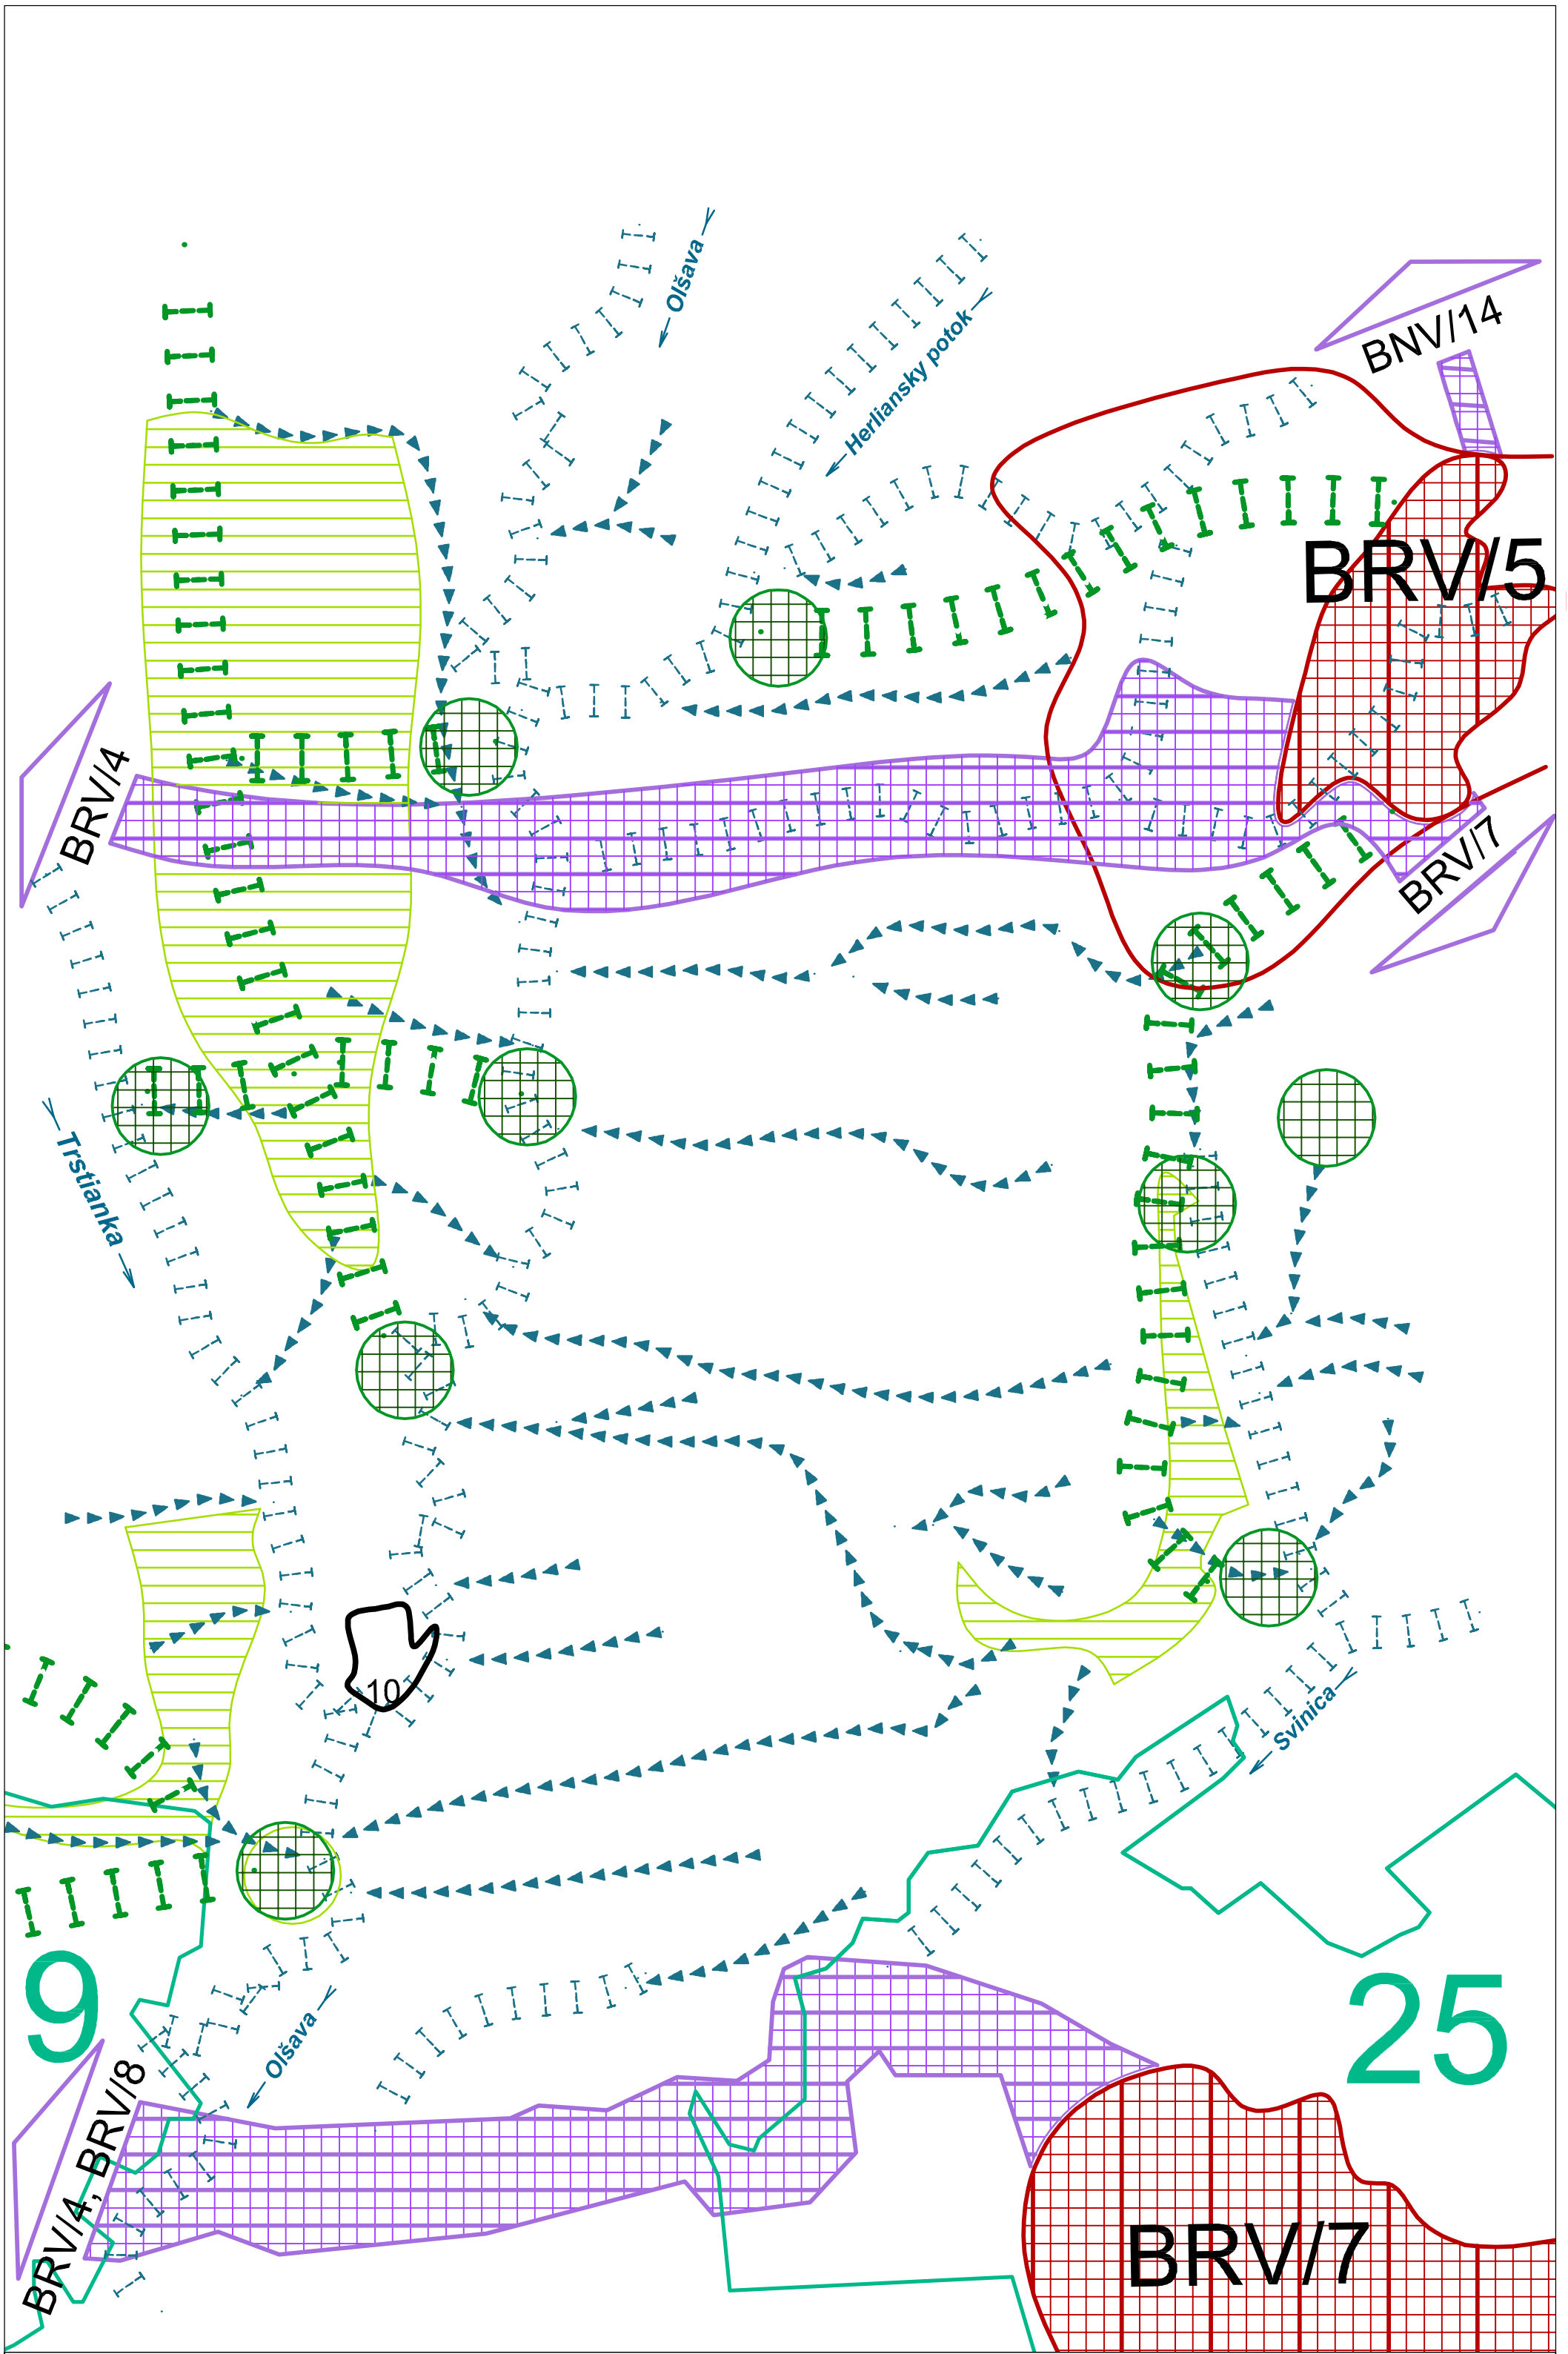 Olšava
Herliansky potok
BNV/14
BRV/5
BRV/4
BRV/7
Trstianka
10
Svinica
9
25
Olšava
BRV/4, BRV/8
BRV/7